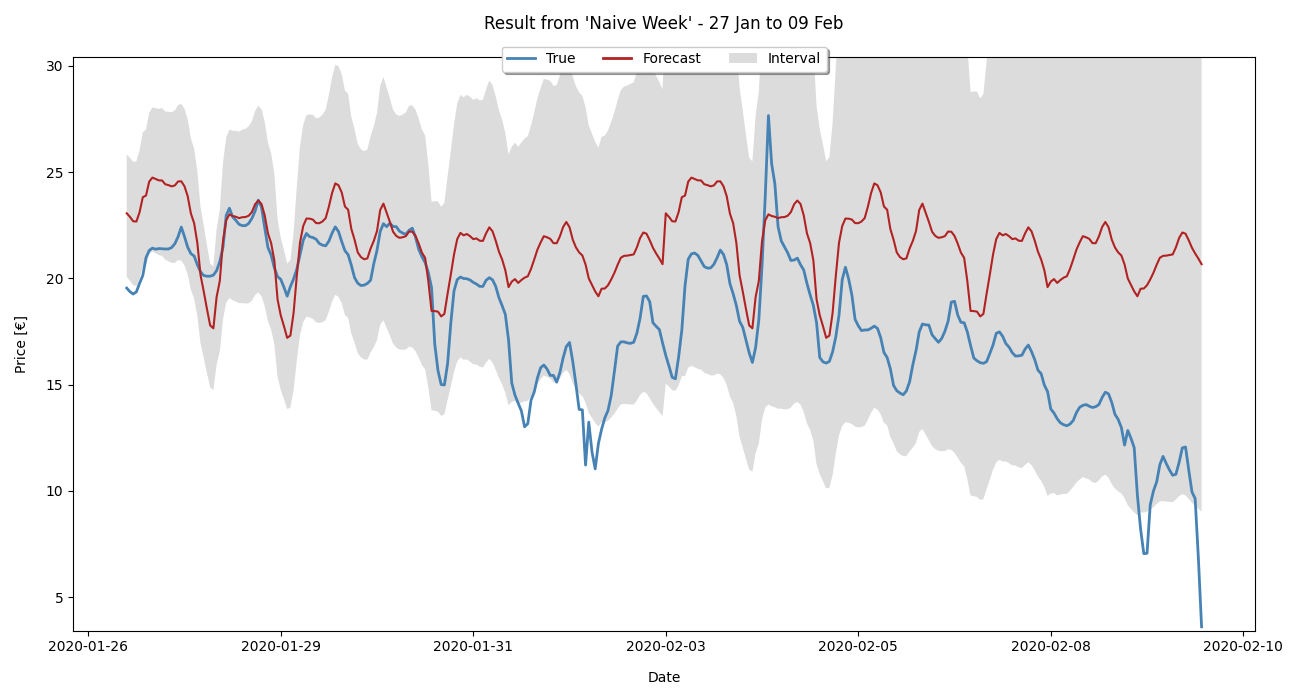 Result from 'Naive Week' - 27 Jan to 09 Feb
True Forecast Interval
30
25
20
15
10
5
Price [€]
2020-01-26 2020-01-29 2020-01-31 2020-02-03 2020-02-05 2020-02-08 2020-02-10
Date